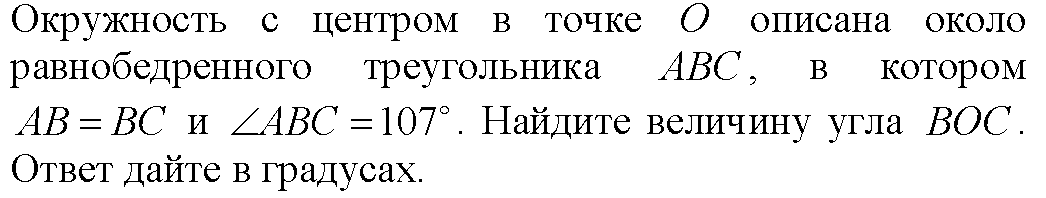 Окружность с центром в точке O описана около
равнобедренного треугольника ABC, в котором
AB = BC и ∠ABC = 107°. Найдите величину угла BOC.
Ответ дайте в градусах.